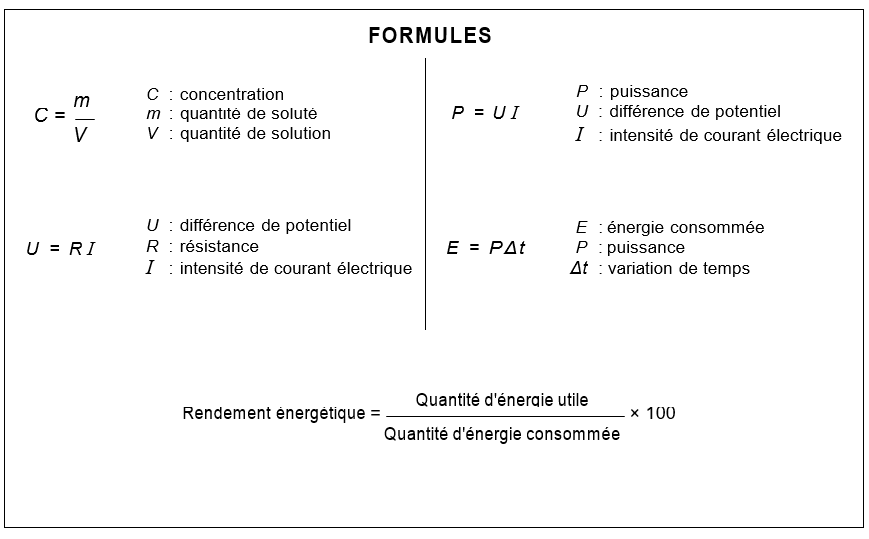 FORMULES
C = m / V
C : concentration
m : quantité de soluté
V : quantité de solution
P = U I
P : puissance
U : différence de potentiel
I : intensité de courant électrique
U = R I
U : différence de potentiel
R : résistance
I : intensité de courant électrique
E = PΔt
E : énergie consommée
P : puissance
Δt : variation de temps
Rendement énergétique = Quantité d'énergie utile / Quantité d'énergie consommée × 100